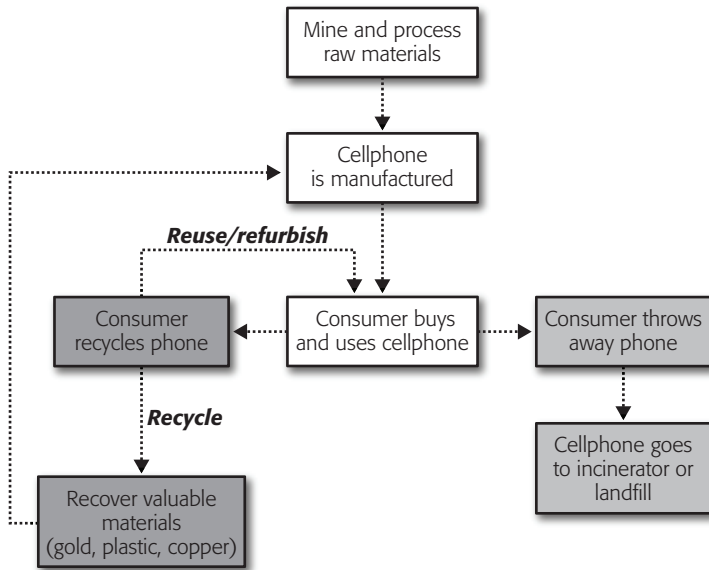 Mine and process
raw materials
Cellphone
is manufactured
Reuse/refurbish
Consumer
recycles phone
Consumer buys
and uses cellphone
Consumer throws
away phone
Recycle
Cellphone goes
to incinerator or
landfill
Recover valuable
materials
(gold, plastic, copper)